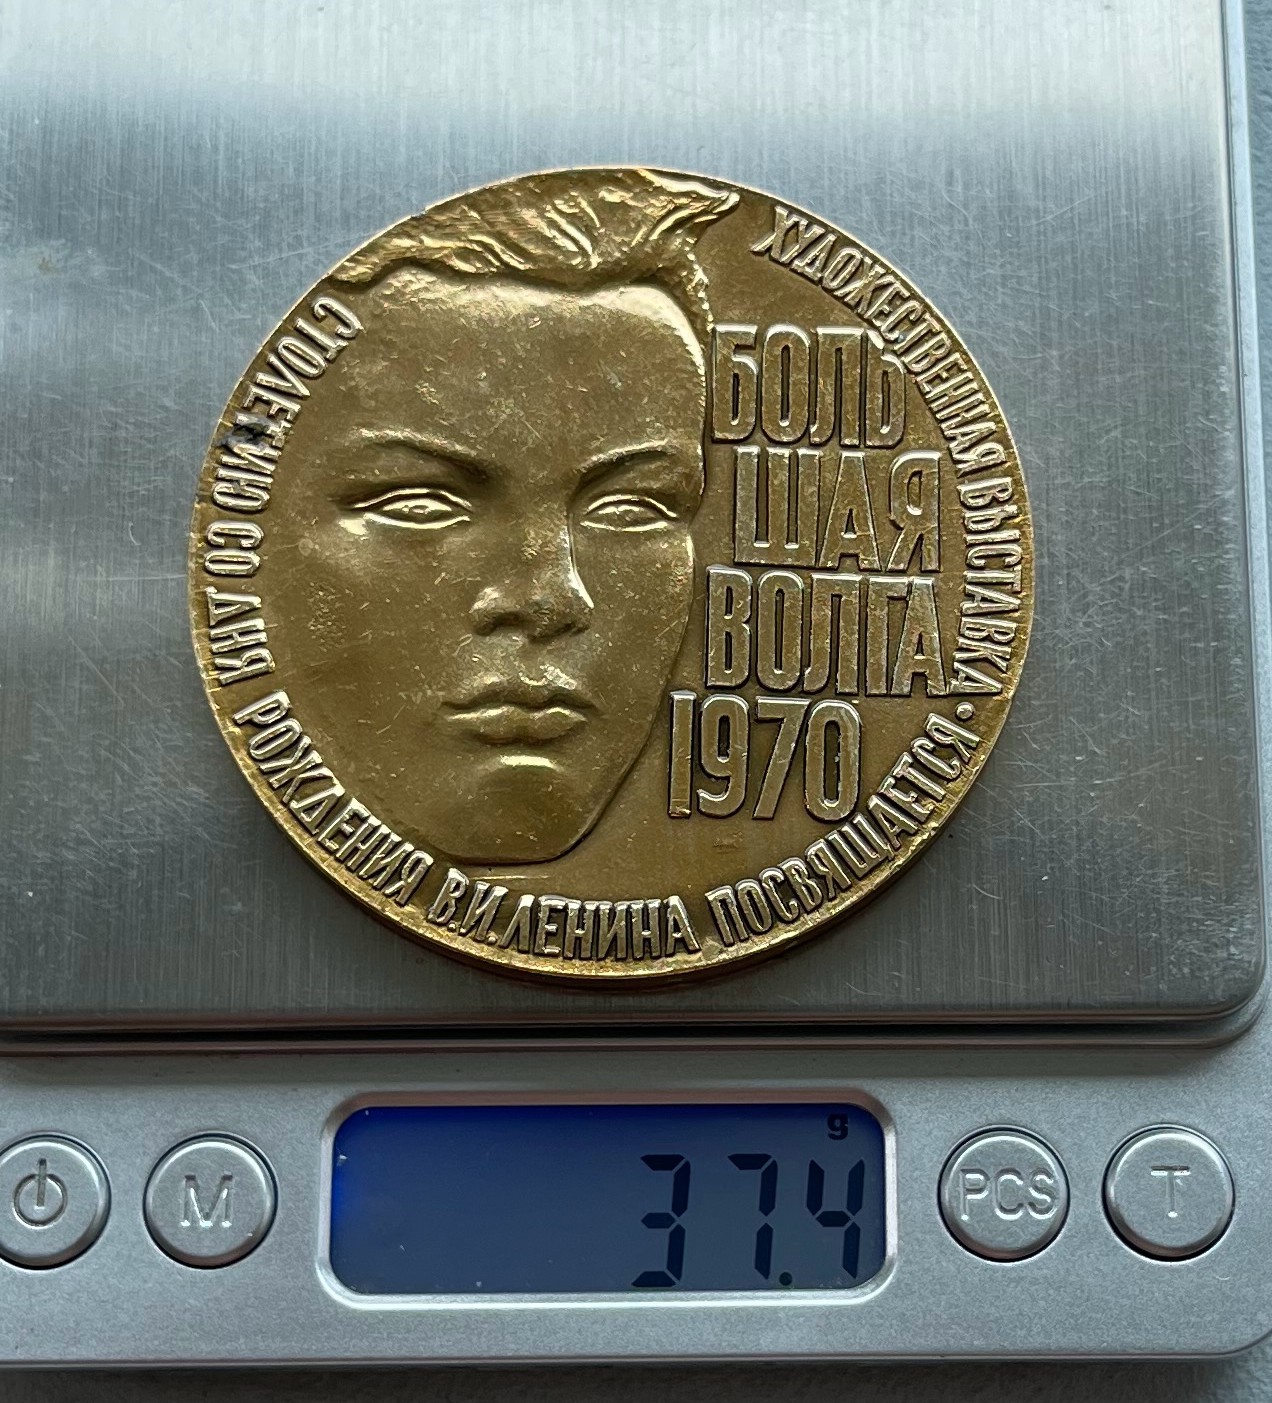 ХУДОЖЕСТВЕННАЯ ВЫСТАВКА •
БОЛЬ
ШАЯ
ВОЛГА
1970
СТОЛЕТИЮ СО ДНЯ РОЖДЕНИЯ В.И.ЛЕНИНА ПОСВЯЩАЕТСЯ
g
37.4
M
PCS
T